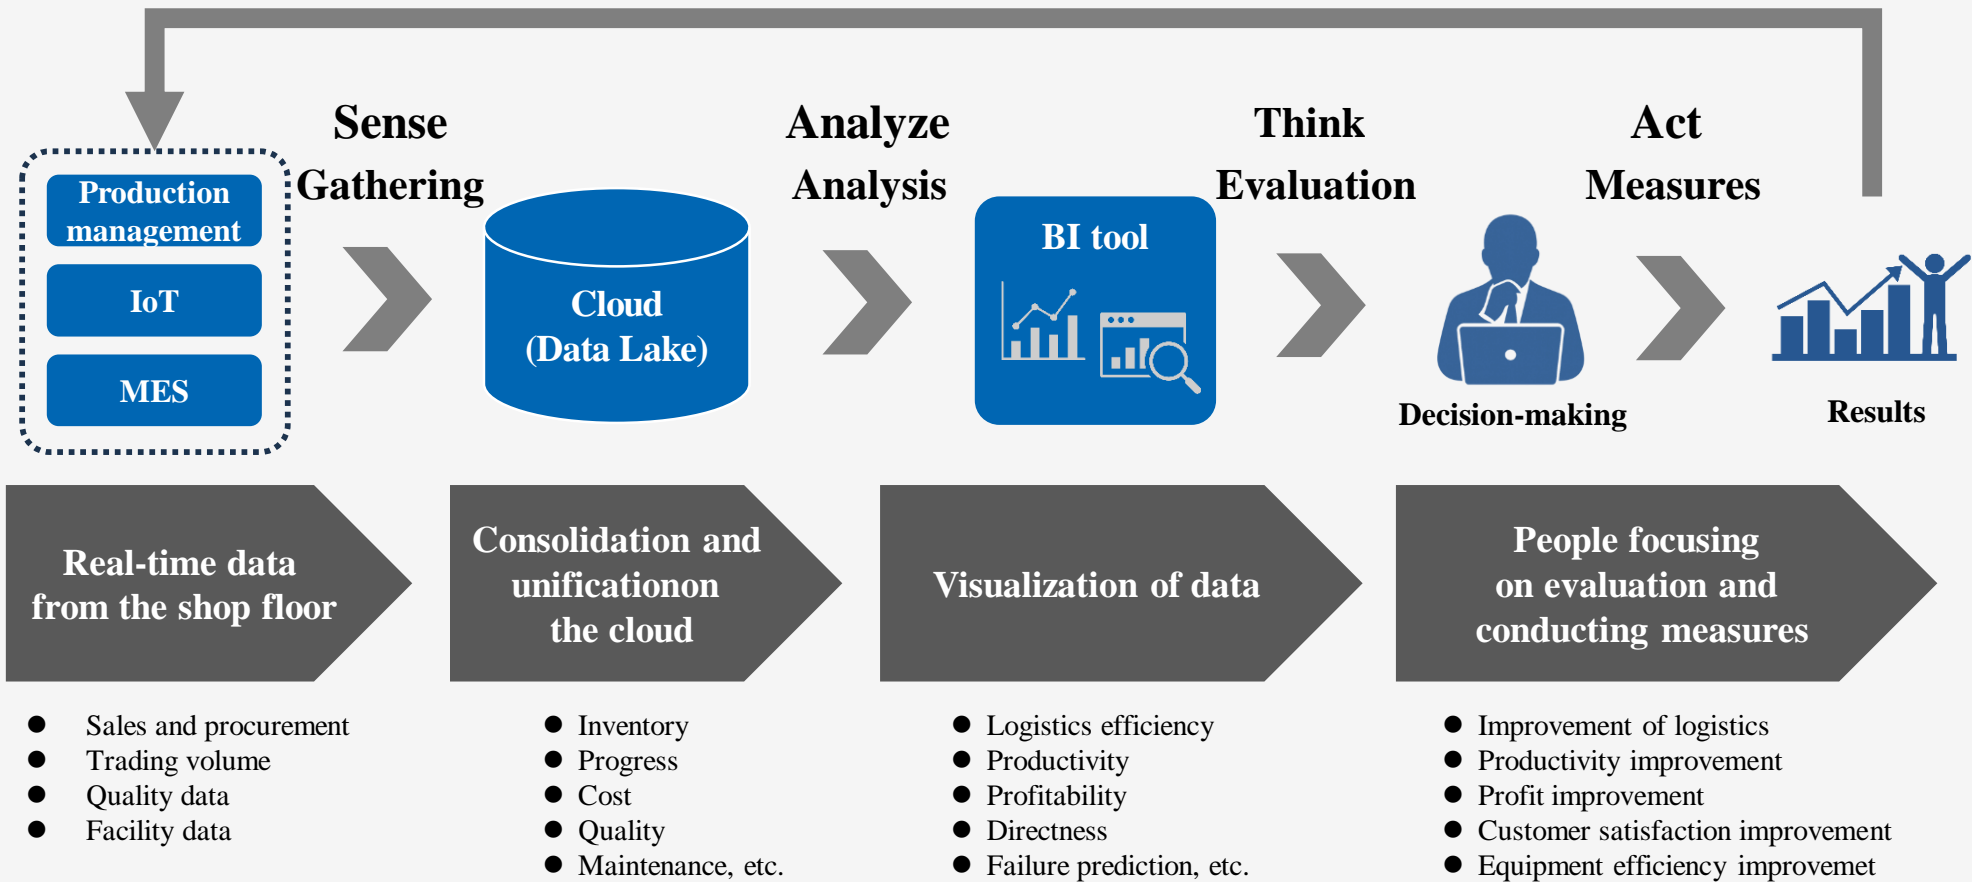 Sense
Gathering
Analyze
Analysis
Think
Evaluation
Act
Measures
Production
management
IoT
MES
Cloud
(Data Lake)
BI tool
Decision-making
Results
Real-time data
from the shop floor
Consolidation and
unificationon
the cloud
Visualization of data
People focusing
on evaluation and
conducting measures
● Sales and procurement
● Trading volume
● Quality data
● Facility data
● Inventory
● Progress
● Cost
● Quality
● Maintenance, etc.
● Logistics efficiency
● Productivity
● Profitability
● Directness
● Failure prediction, etc.
● Improvement of logistics
● Productivity improvement
● Profit improvement
● Customer satisfaction improvement
● Equipment efficiency improvemet